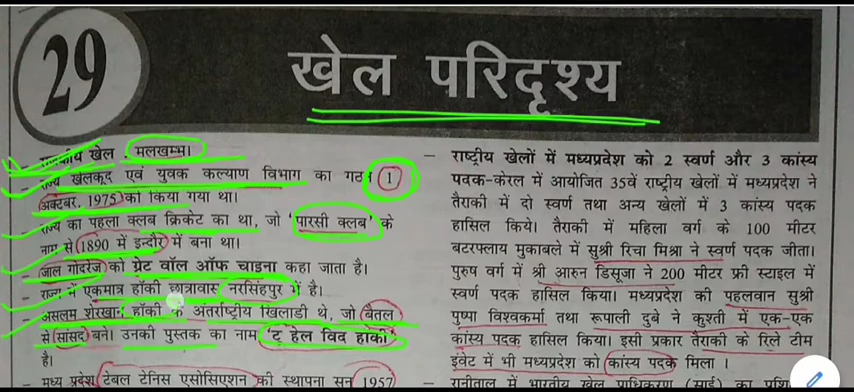 29
खेल परिदृश्य
राजकीय खेल मलखम्भ।
राज्य खेलकूद एवं युवक कल्याण विभाग का गठन 1
अक्टूबर, 1975 को किया गया था।
राज्य का पहला क्लब क्रिकेट का था, जो 'पारसी क्लब' के
नाम से 1890 में इन्दौर में बना था।
जाल गोदरेज को ग्रेट वॉल ऑफ चाइना कहा जाता है।
राज्य में एकमात्र हॉकी छात्रावास नरसिंहपुर में है।
असलम शेरखान हॉकी के अंतर्राष्ट्रीय खिलाडी थे, जो बैतूल
से सांसद बने। उनकी पुस्तक का नाम 'टू हेल विद हॉकी'
है।
मध्य प्रदेश टेबल टेनिस एसोसिएशन की स्थापना सन् 1957
– राष्ट्रीय खेलों में मध्यप्रदेश को 2 स्वर्ण और 3 कांस्य
पदक-केरल में आयोजित 35वें राष्ट्रीय खेलों में मध्यप्रदेश ने
तैराकी में दो स्वर्ण तथा अन्य खेलों में 3 कांस्य पदक
हासिल किये। तैराकी में महिला वर्ग के 100 मीटर
बटरफ्लाय मुकाबले में सुश्री रिचा मिश्रा ने स्वर्ण पदक जीता।
पुरुष वर्ग में श्री आरुन डिसूजा ने 200 मीटर फ्री स्टाइल में
स्वर्ण पदक हासिल किया। मध्यप्रदेश की पहलवान सुश्री
पुष्पा विश्वकर्मा तथा रूपाली दुबे ने कुश्ती में एक-एक
कांस्य पदक हासिल किया। इसी प्रकार तैराकी के रिले टीम
इवेंट में भी मध्यप्रदेश को कांस्य पदक मिला ।
– रानीताल में भारतीय खेल प्राधिकरण (साई) का